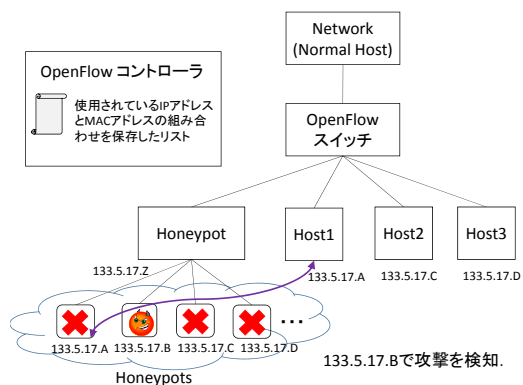 Network
(Normal Host)
OpenFlow コントローラ
使用されているIPアドレス
とMACアドレスの組み合
わせを保存したリスト
OpenFlow
スイッチ
Honeypot
Host1
Host2
Host3
133.5.17.Z
133.5.17.A
133.5.17.C
133.5.17.D
…
133.5.17.A
133.5.17.B
133.5.17.C
133.5.17.D
133.5.17.Bで攻撃を検知.
Honeypots